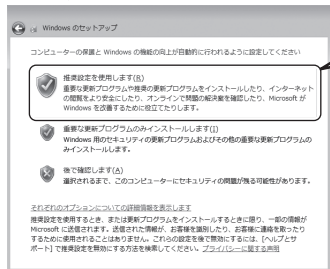 Windows のセットアップ
コンピューターの保護と Windows の機能の向上が自動的に行われるように設定してください
推奨設定を使用します(R)
重要な更新プログラムや推奨の更新プログラムをインストールしたり、インターネット
の閲覧をより安全にしたり、オンラインで問題の解決策を確認したり、Microsoft が
Windows を改善するために役立てたりします。
重要な更新プログラムのみインストールします(I)
Windows 用のセキュリティの更新プログラムおよびその他の重要な更新プログラムの
みインストールします。
後で確認します(A)
選択されるまで、このコンピューターにセキュリティの問題が残る可能性があります。
それぞれのオプションについての詳細情報を表示します
推奨設定を使用するとき、または更新プログラムをインストールするときに限り、一部の情報が
Microsoft に送信されます。送信された情報が、お客様を識別したり、お客様に連絡を取ったり
するために使用されることはありません。これらの設定を後で無効にするには、[ヘルプとサ
ポート] で推奨設定を無効にする方法を検索してください。プライバシーに関する声明